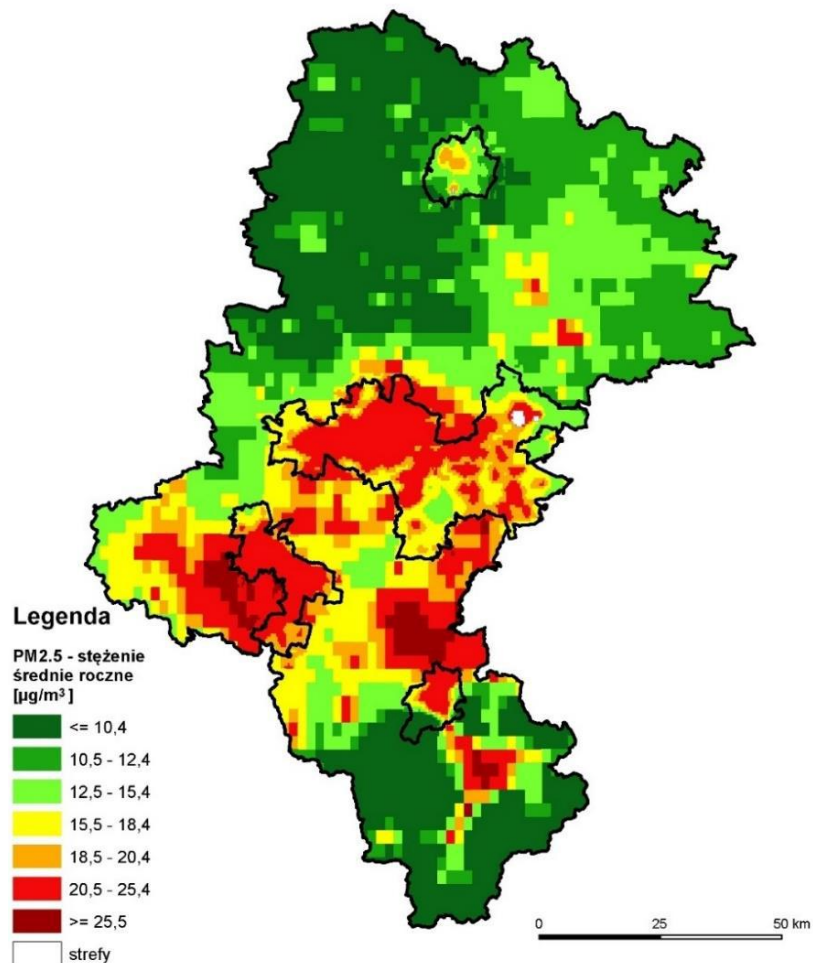 Legenda
PM2.5 - stężenie
średnie roczne
[µg/m³ ]
<= 10,4
10,5 - 12,4
12,5 - 15,4
15,5 - 18,4
18,5 - 20,4
20,5 - 25,4
>= 25,5
strefy
0 25 50 km